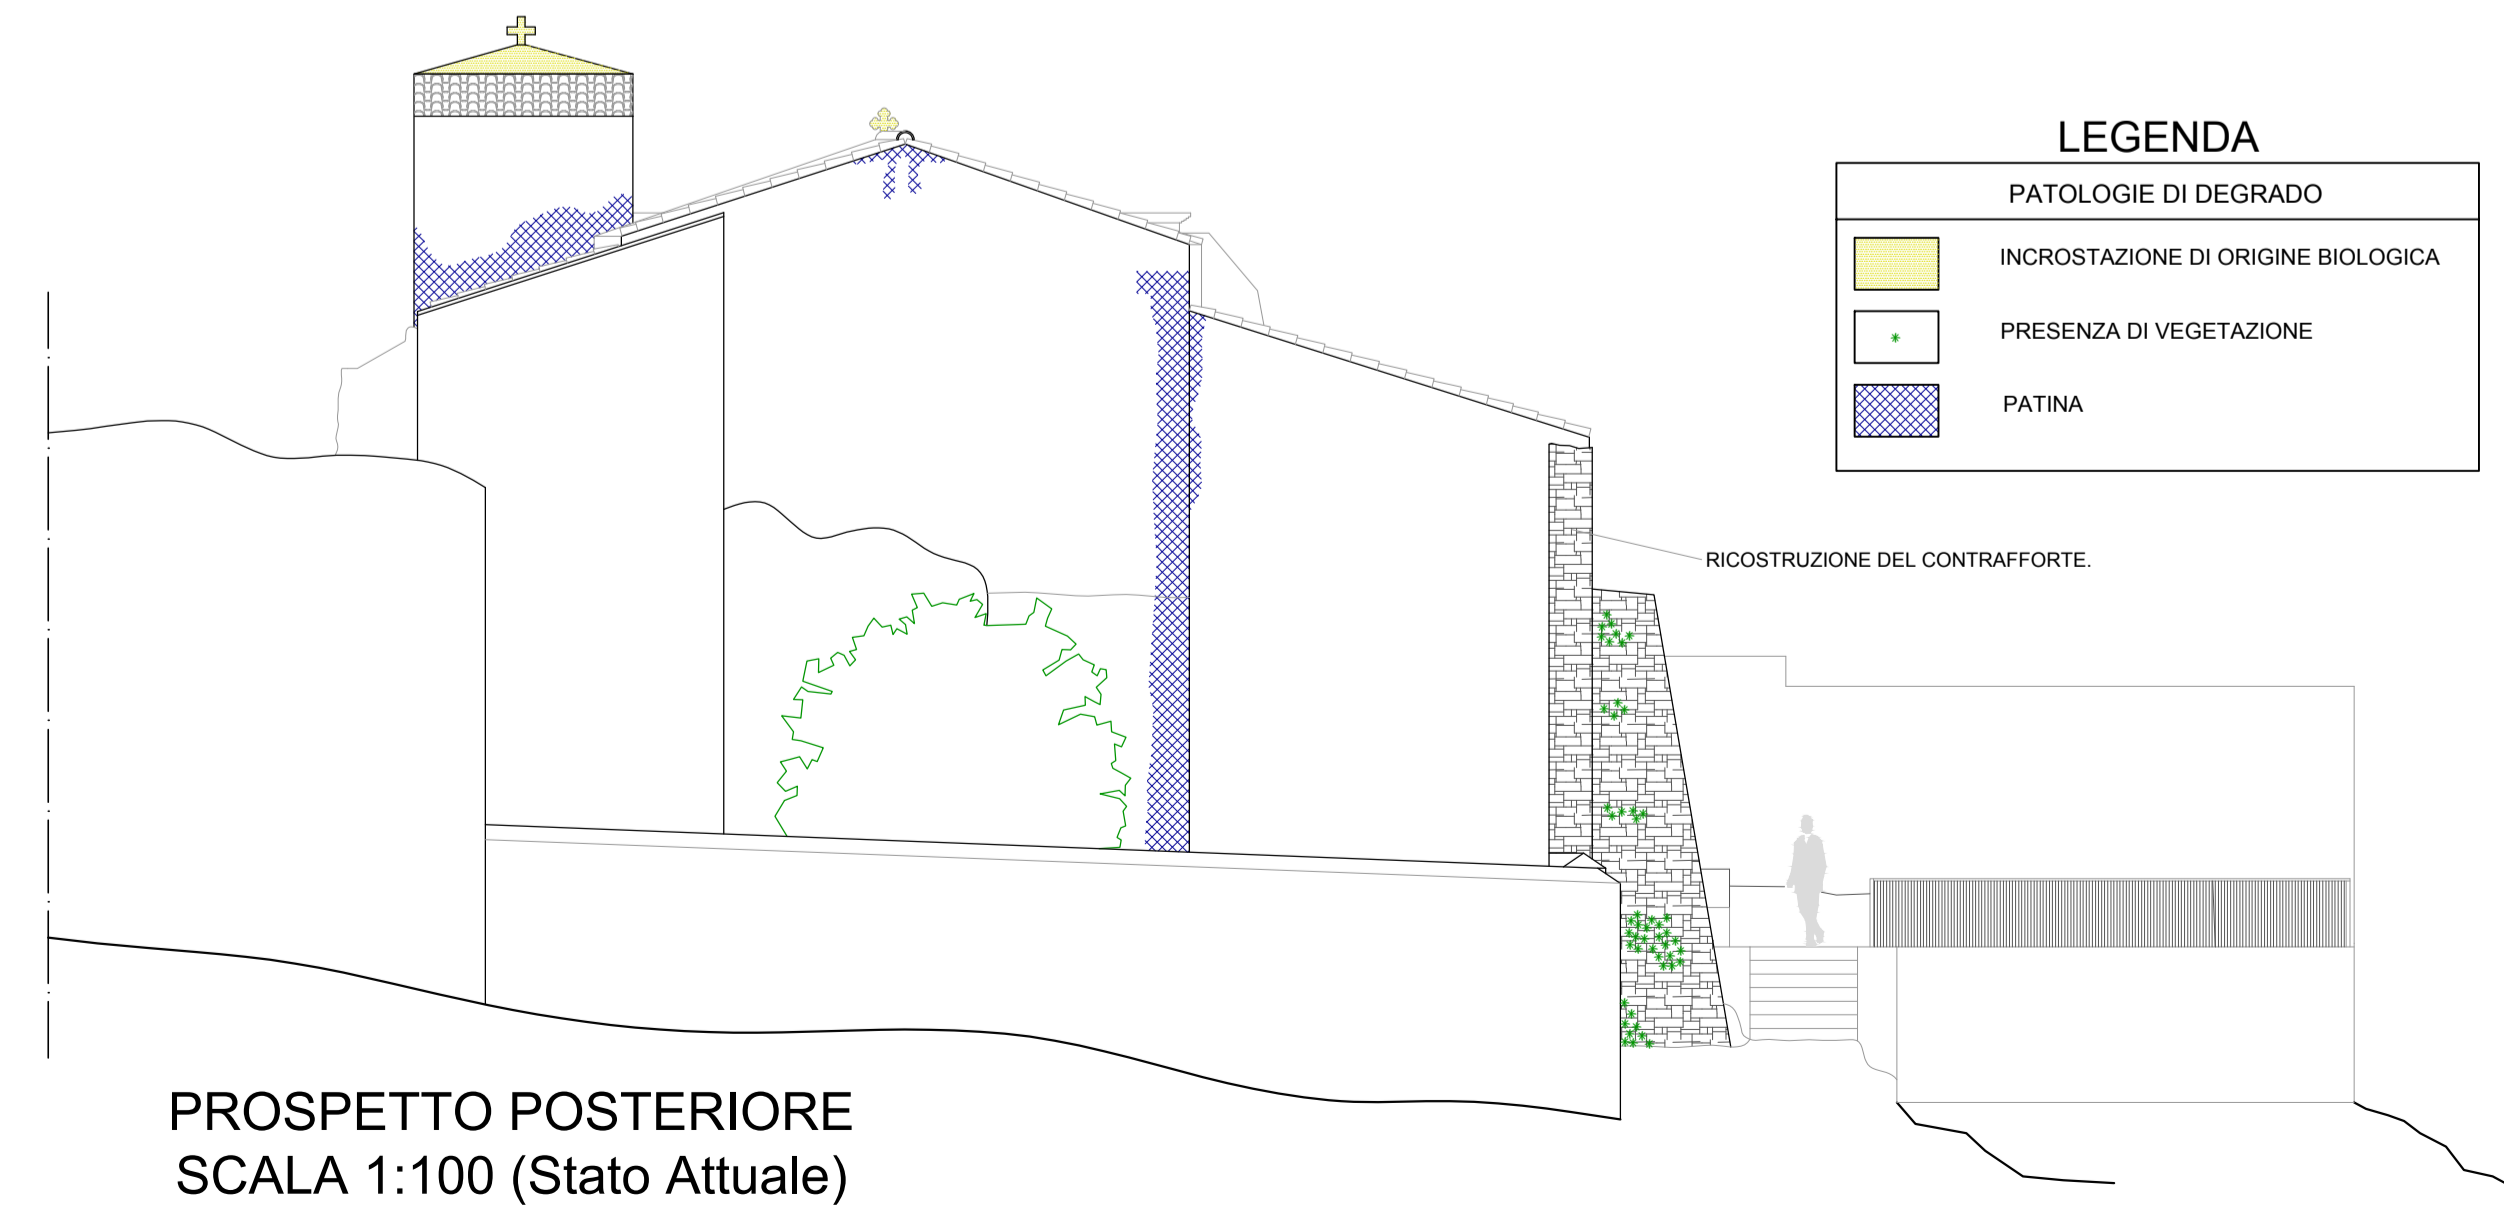 LEGENDA
PATOLOGIE DI DEGRADO
INCROSTAZIONE DI ORIGINE BIOLOGICA
PRESENZA DI VEGETAZIONE
PATINA
RICOSTRUZIONE DEL CONTRAFFORTE.
PROSPETTO POSTERIORE
SCALA 1:100 (Stato Attuale)